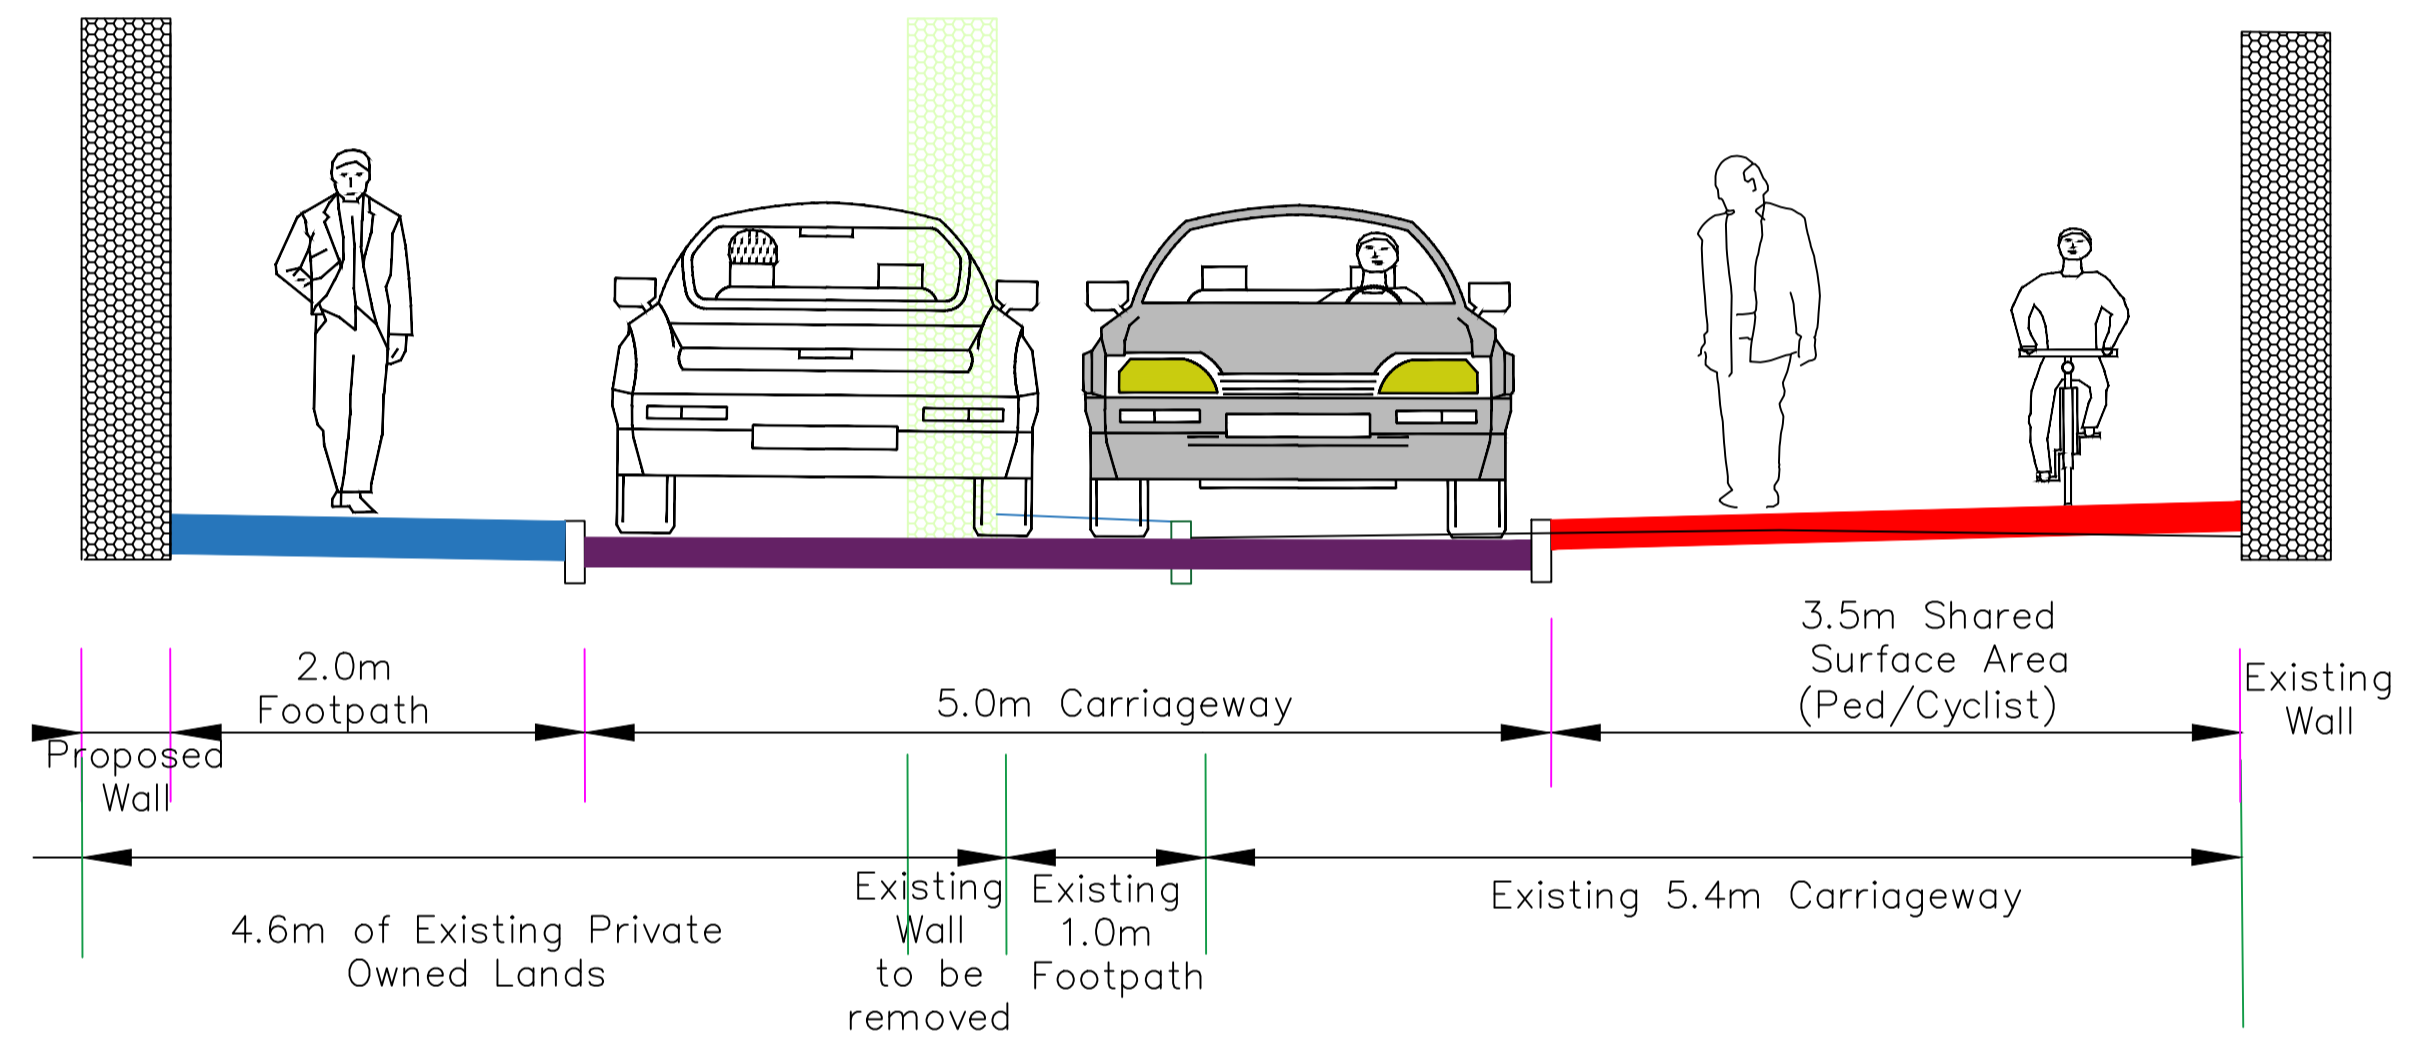 3.5m Shared
Surface Area
(Ped/Cyclist)
2.0m
Footpath
5.0m Carriageway
Existing
Wall
Proposed
Wall
4.6m of Existing Private
Owned Lands
Existing
Wall
to be
removed
Existing
1.0m
Footpath
Existing 5.4m Carriageway